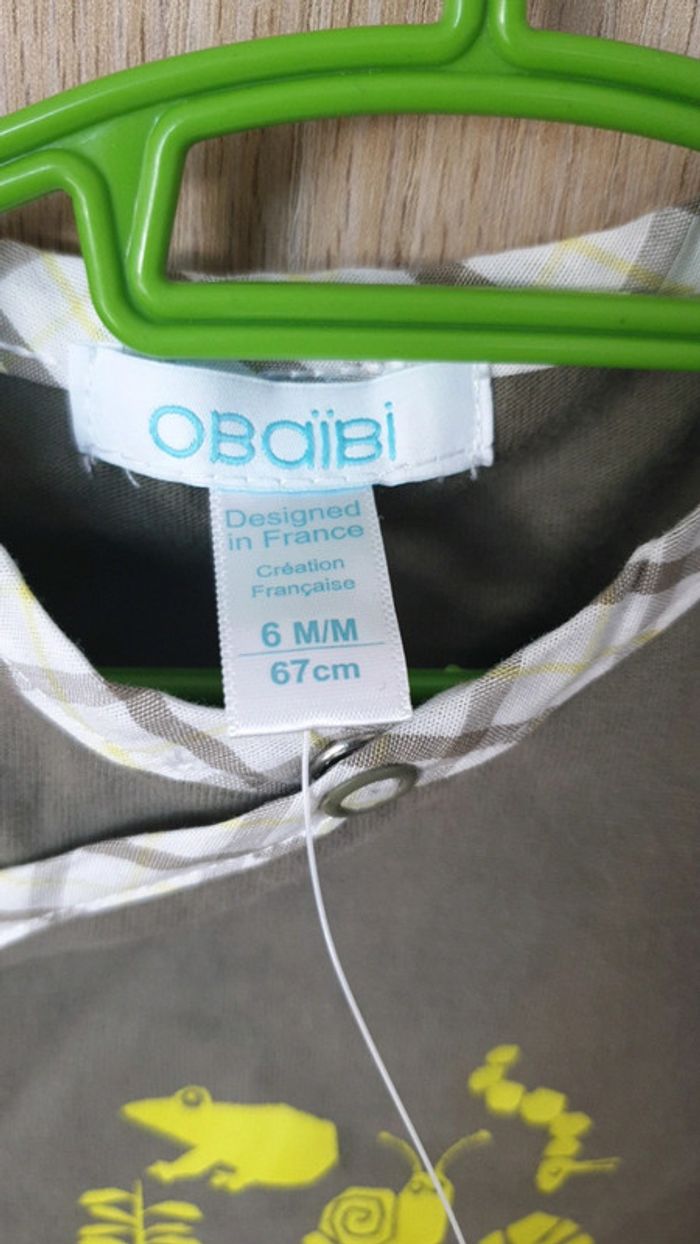 OBaïBi
Designed
in France
Création
Française
6 M/M
67cm